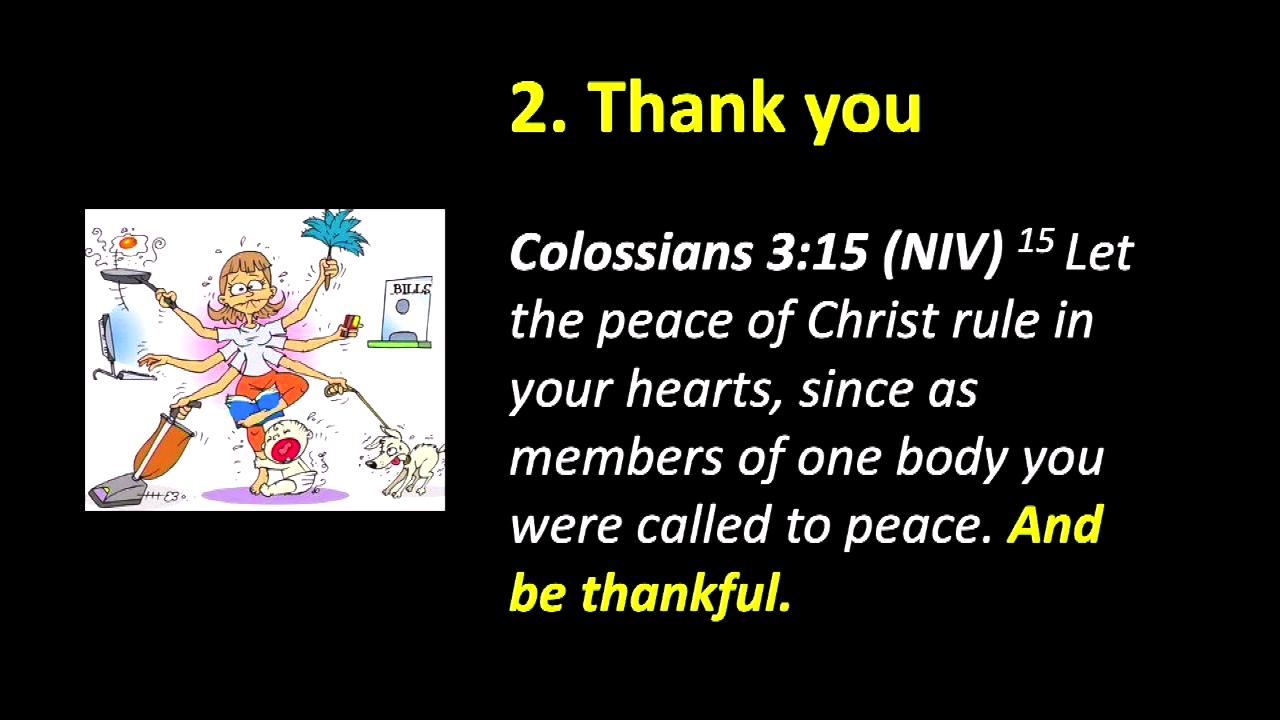 2. Thank you
BILLS
Colossians 3:15 (NIV) 15 Let
the peace of Christ rule in
your hearts, since as
members of one body you
were called to peace. And
be thankful.